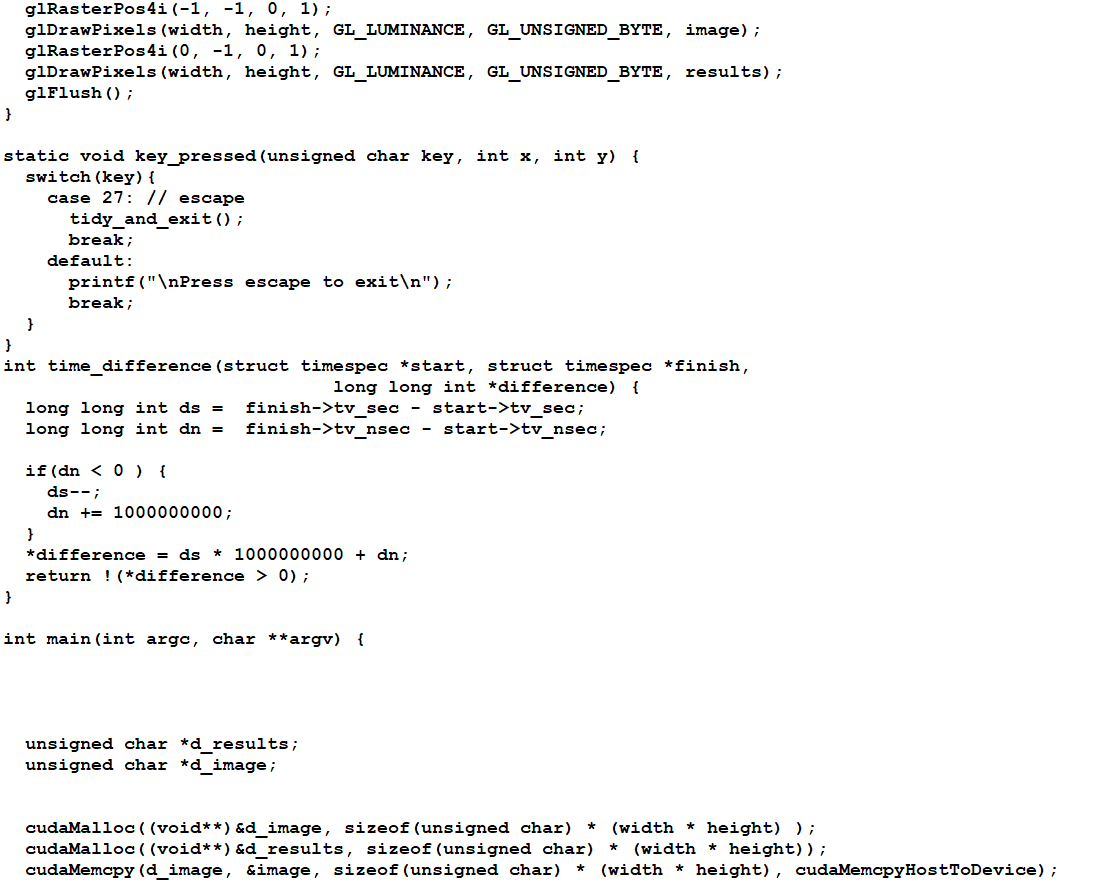 glRasterPos4i(-1, -1, 0, 1);
  glDrawPixels(width, height, GL_LUMINANCE, GL_UNSIGNED_BYTE, image);
  glRasterPos4i(0, -1, 0, 1);
  glDrawPixels(width, height, GL_LUMINANCE, GL_UNSIGNED_BYTE, results);
  glFlush();
}

static void key_pressed(unsigned char key, int x, int y) {
  switch(key){
    case 27: // escape
      tidy_and_exit();
      break;
    default:
      printf("\nPress escape to exit\n");
      break;
  }
}
int time_difference(struct timespec *start, struct timespec *finish,
                              long long int *difference) {
  long long int ds =  finish->tv_sec - start->tv_sec;
  long long int dn =  finish->tv_nsec - start->tv_nsec;

  if(dn < 0 ) {
    ds--;
    dn += 1000000000;
  }
  *difference = ds * 1000000000 + dn;
  return !(*difference > 0);
}

int main(int argc, char **argv) {




  unsigned char *d_results;
  unsigned char *d_image;


  cudaMalloc((void**)&d_image, sizeof(unsigned char) * (width * height) );
  cudaMalloc((void**)&d_results, sizeof(unsigned char) * (width * height));
  cudaMemcpy(d_image, &image, sizeof(unsigned char) * (width * height), cudaMemcpyHostToDevice);